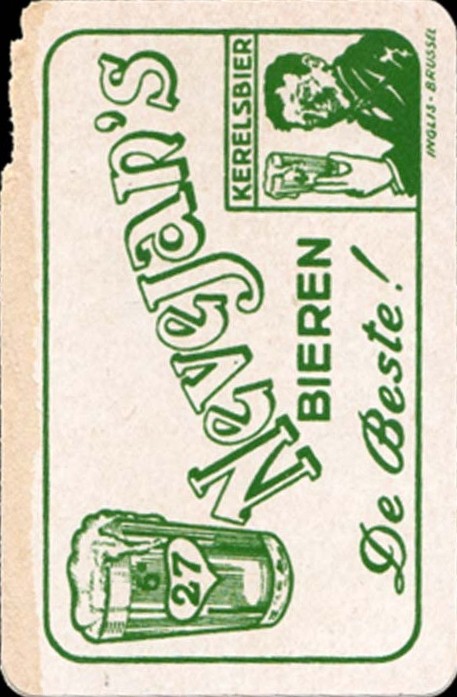 Nevejan's
KERELSBIER
BIEREN
De Beste!
6°
27
INGLIS - BRUSSEL